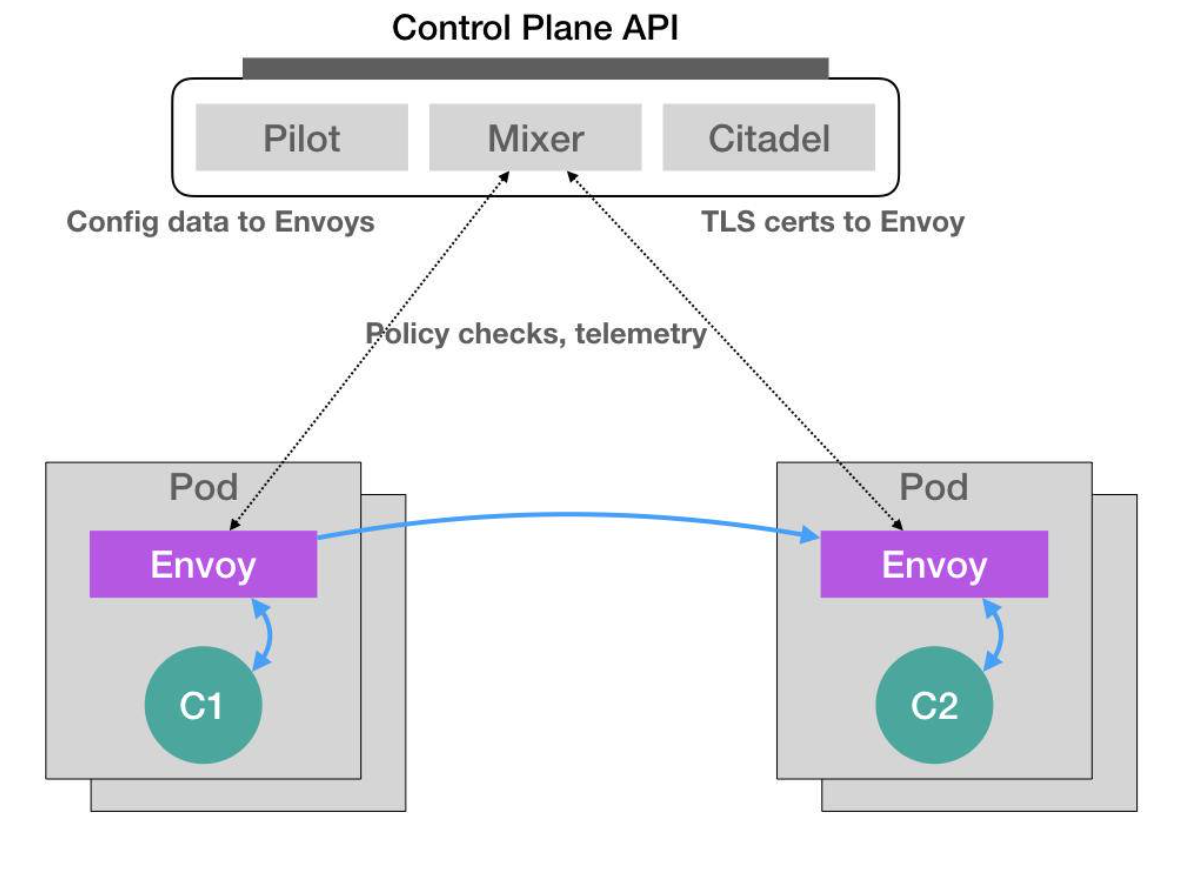 Control Plane API
Pilot
Mixer
Citadel
Config data to Envoys
TLS certs to Envoy
Policy checks, telemetry
Pod
Pod
Envoy
Envoy
C1
C2